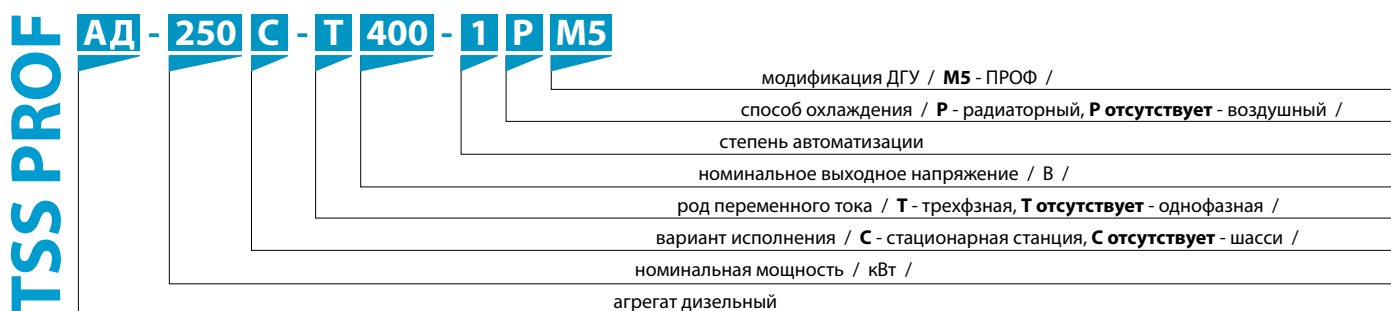 TSS PROF
АД - 250 С - Т 400 - 1 Р М5
модификация ДГУ / М5 - ПРОФ /
способ охлаждения / Р - радиаторный, Р отсутствует - воздушный /
степень автоматизации
номинальное выходное напряжение / В /
род переменного тока / Т - трехфзная, Т отсутствует - однофазная /
вариант исполнения / С - стационарная станция, С отсутствует - шасси /
номинальная мощность / кВт /
агрегат дизельный